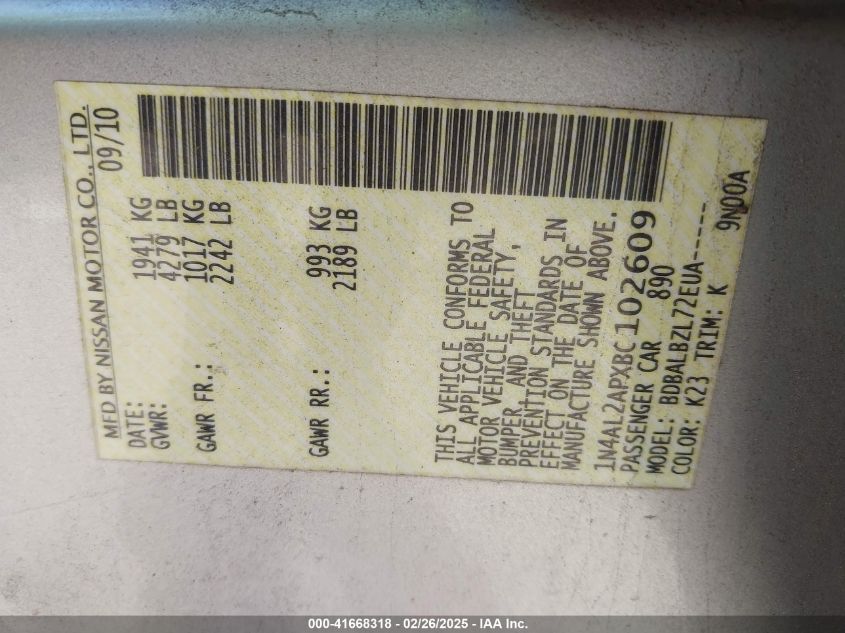 MFD BY NISSAN MOTOR CO., LTD.
DATE: 09/10
GVWR: 1941 KG
4279 LB
GAWR FR.: 1017 KG
2242 LB
GAWR RR.: 993 KG
2189 LB
THIS VEHICLE CONFORMS TO
ALL APPLICABLE FEDERAL
MOTOR VEHICLE SAFETY,
BUMPER, AND THEFT
PREVENTION STANDARDS IN
EFFECT ON THE DATE OF
MANUFACTURE SHOWN ABOVE.
1N4AL2APXBC102609
PASSENGER CAR 890
MODEL: BDBALBZL72EUA-----
COLOR: K23 TRIM: K 9N00A
000-41668318 - 02/26/2025 - IAA Inc.